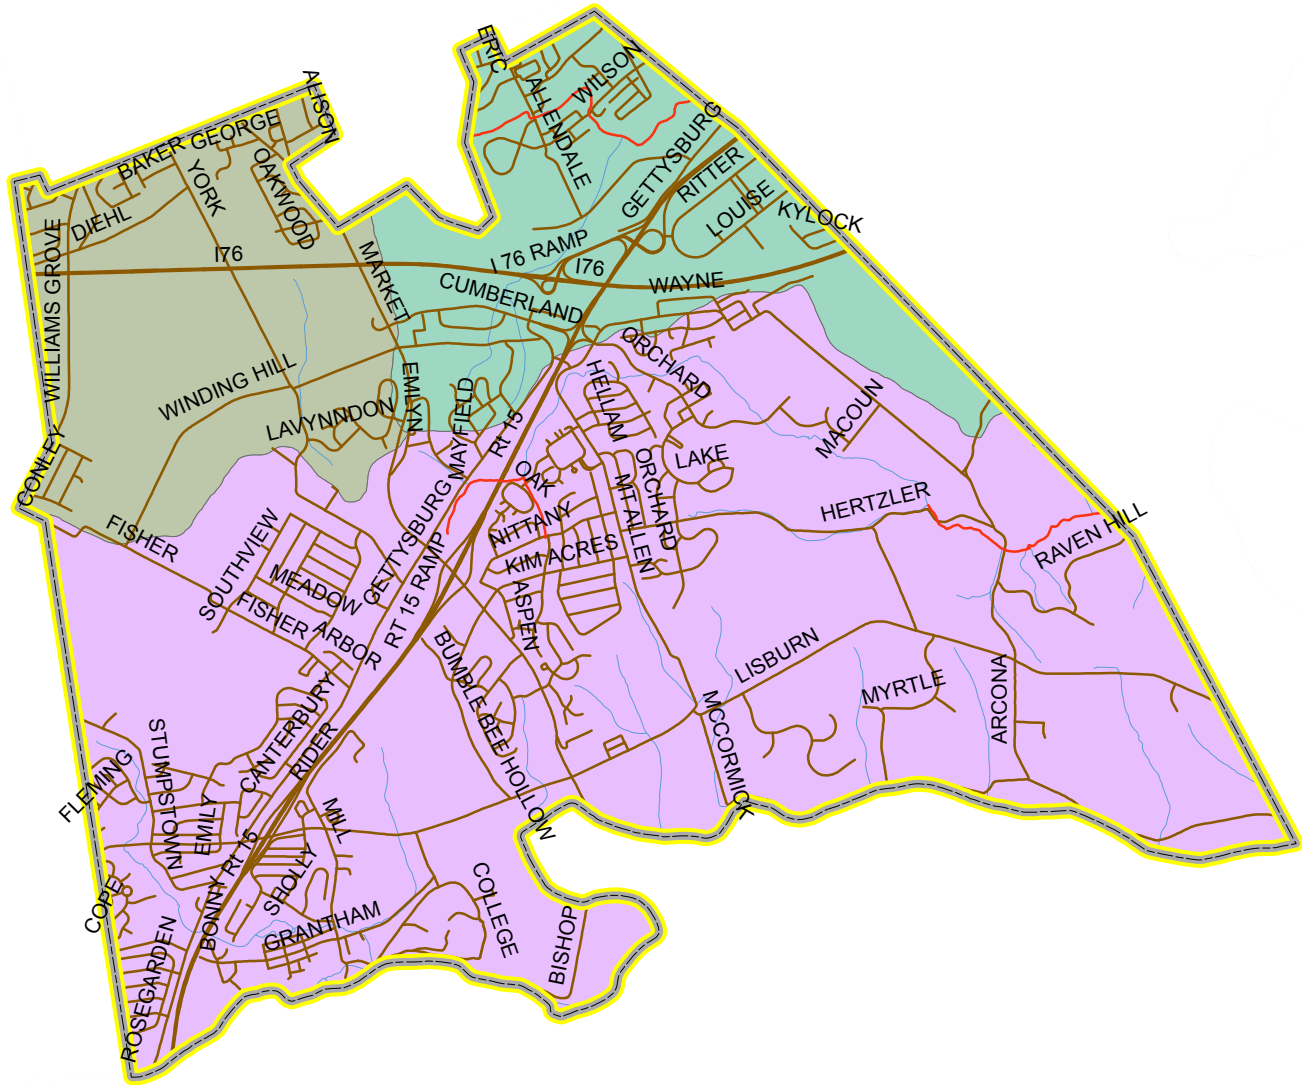 ERIC
ALISON
WILSON
ALLENDALE
BAKER
GEORGE
GETTYSBURG
RITTER
YORK
OAKWOOD
LOUISE
KYLOCK
DIEHL
I76
I 76 RAMP
I76
MARKET
WAYNE
CUMBERLAND
WILLIAMS GROVE
ORCHARD
WINDING HILL
EMLYN
HELLAM
MAYFIELD
LAVYNNDON
Rt 15
MACOUN
CONLEY
LAKE
OAK
ORCHARD
MT ALLEN
HERTZLER
GETTYSBURG
NITTANY
FISHER
RAVEN HILL
SOUTHVIEW
KIM ACRES
MEADOW
RT 15 RAMP
ASPEN
FISHER
ARBOR
BUMBLE BEE
LISBURN
MYRTLE
ARCONA
CANTERBURY
MCCORMICK
STUMPSTOWN
RIDER
FLEMING
HOLLOW
EMILY
MILL
Rt 15
SHOLLY
COPE
COLLEGE
BONNY
GRANTHAM
BISHOP
ROSEGARDEN